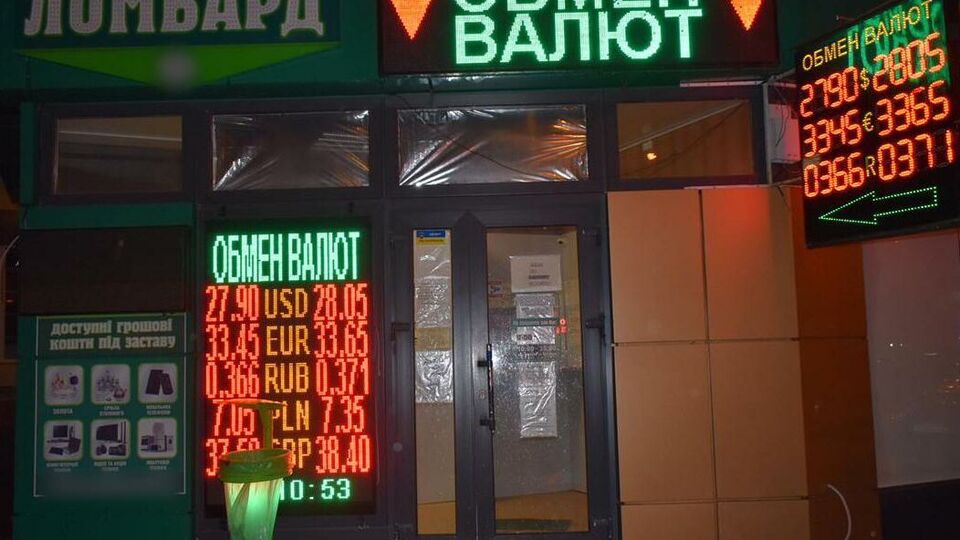 ЛОМБАРД
ОБМЕН
ВАЛЮТ
ОБМЕН ВАЛЮТ
2790 $ 2805
3345 € 3365
0366 R 0371
ОБМЕН ВАЛЮТ
27.90 USD 28.05
33.45 EUR 33.65
0.366 RUB 0.371
7.05 PLN 7.35
38.40
10:53
ДОСТУПНІ ГРОШОВІ
КОШТИ ПІД ЗАСТАВУ
ЗОЛОТА